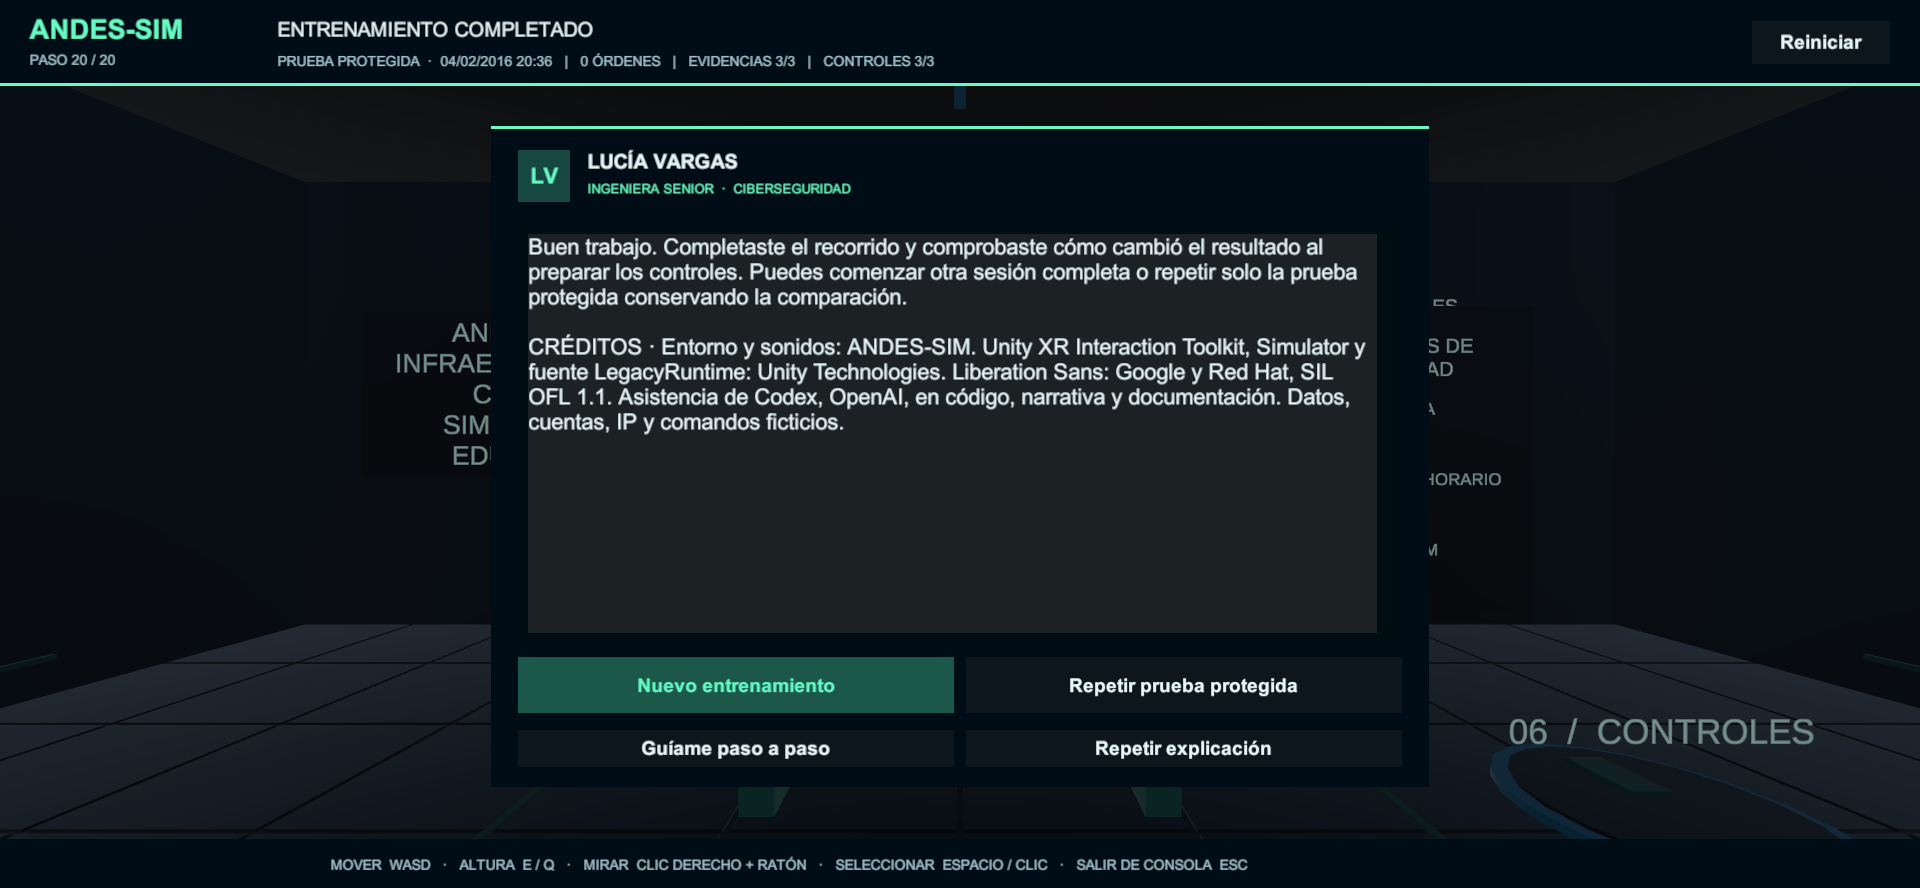 ANDES-SIM
PASO 20 / 20
ENTRENAMIENTO COMPLETADO
PRUEBA PROTEGIDA · 04/02/2016 20:36 | 0 ÓRDENES | EVIDENCIAS 3/3 | CONTROLES 3/3
Reiniciar
LV
LUCÍA VARGAS
INGENIERA SENIOR · CIBERSEGURIDAD
Buen trabajo. Completaste el recorrido y comprobaste cómo cambió el resultado al
preparar los controles. Puedes comenzar otra sesión completa o repetir solo la prueba
protegida conservando la comparación.
CRÉDITOS · Entorno y sonidos: ANDES-SIM. Unity XR Interaction Toolkit, Simulator y
fuente LegacyRuntime: Unity Technologies. Liberation Sans: Google y Red Hat, SIL
OFL 1.1. Asistencia de Codex, OpenAI, en código, narrativa y documentación. Datos,
cuentas, IP y comandos ficticios.
Nuevo entrenamiento
Repetir prueba protegida
Guíame paso a paso
Repetir explicación
AN
INFRAE
C
SIM
EDU
ES
S DE
AD
A
HORARIO
M
06 / CONTROLES
MOVER WASD · ALTURA E / Q · MIRAR CLIC DERECHO + RATÓN · SELECCIONAR ESPACIO / CLIC · SALIR DE CONSOLA ESC